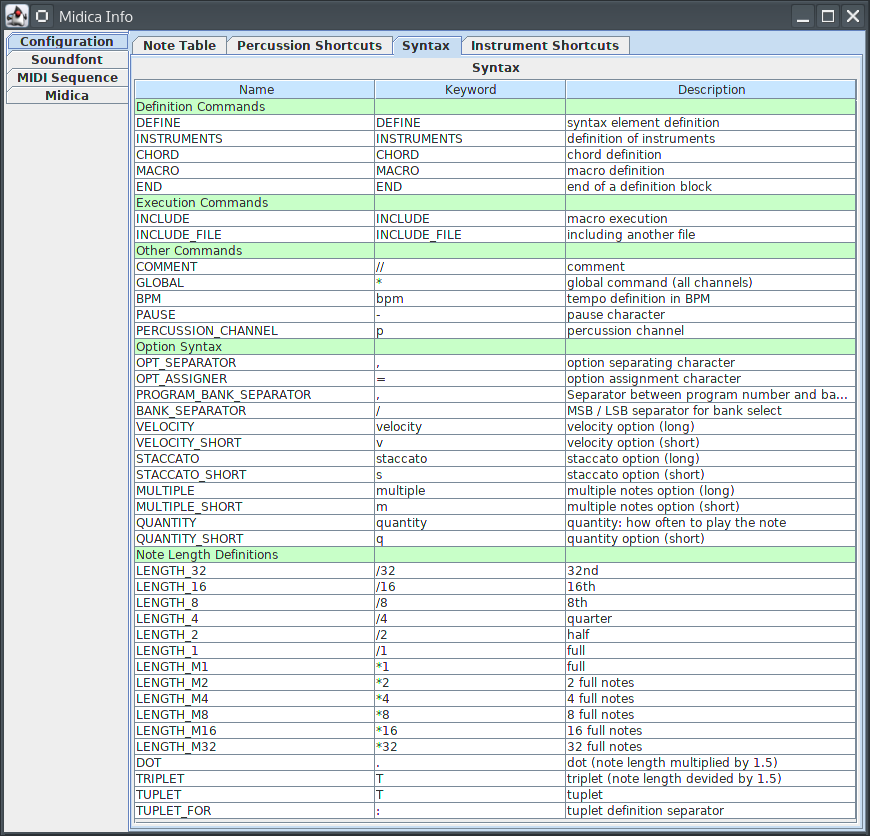 Midica Info
Configuration
Soundfont
MIDI Sequence
Midica
Note Table Percussion Shortcuts Syntax Instrument Shortcuts
Syntax
Name Keyword Description
Definition Commands
DEFINE DEFINE syntax element definition
INSTRUMENTS INSTRUMENTS definition of instruments
CHORD CHORD chord definition
MACRO MACRO macro definition
END END end of a definition block
Execution Commands
INCLUDE INCLUDE macro execution
INCLUDE_FILE INCLUDE_FILE including another file
Other Commands
COMMENT // comment
GLOBAL * global command (all channels)
BPM bpm tempo definition in BPM
PAUSE - pause character
PERCUSSION_CHANNEL p percussion channel
Option Syntax
OPT_SEPARATOR , option separating character
OPT_ASSIGNER = option assignment character
PROGRAM_BANK_SEPARATOR , Separator between program number and ba...
BANK_SEPARATOR / MSB / LSB separator for bank select
VELOCITY velocity velocity option (long)
VELOCITY_SHORT v velocity option (short)
STACCATO staccato staccato option (long)
STACCATO_SHORT s staccato option (short)
MULTIPLE multiple multiple notes option (long)
MULTIPLE_SHORT m multiple notes option (short)
QUANTITY quantity quantity: how often to play the note
QUANTITY_SHORT q quantity option (short)
Note Length Definitions
LENGTH_32 /32 32nd
LENGTH_16 /16 16th
LENGTH_8 /8 8th
LENGTH_4 /4 quarter
LENGTH_2 /2 half
LENGTH_1 /1 full
LENGTH_M1 *1 full
LENGTH_M2 *2 2 full notes
LENGTH_M4 *4 4 full notes
LENGTH_M8 *8 8 full notes
LENGTH_M16 *16 16 full notes
LENGTH_M32 *32 32 full notes
DOT . dot (note length multiplied by 1.5)
TRIPLET T triplet (note length devided by 1.5)
TUPLET T tuplet
TUPLET_FOR : tuplet definition separator